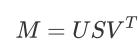 M = USV^T